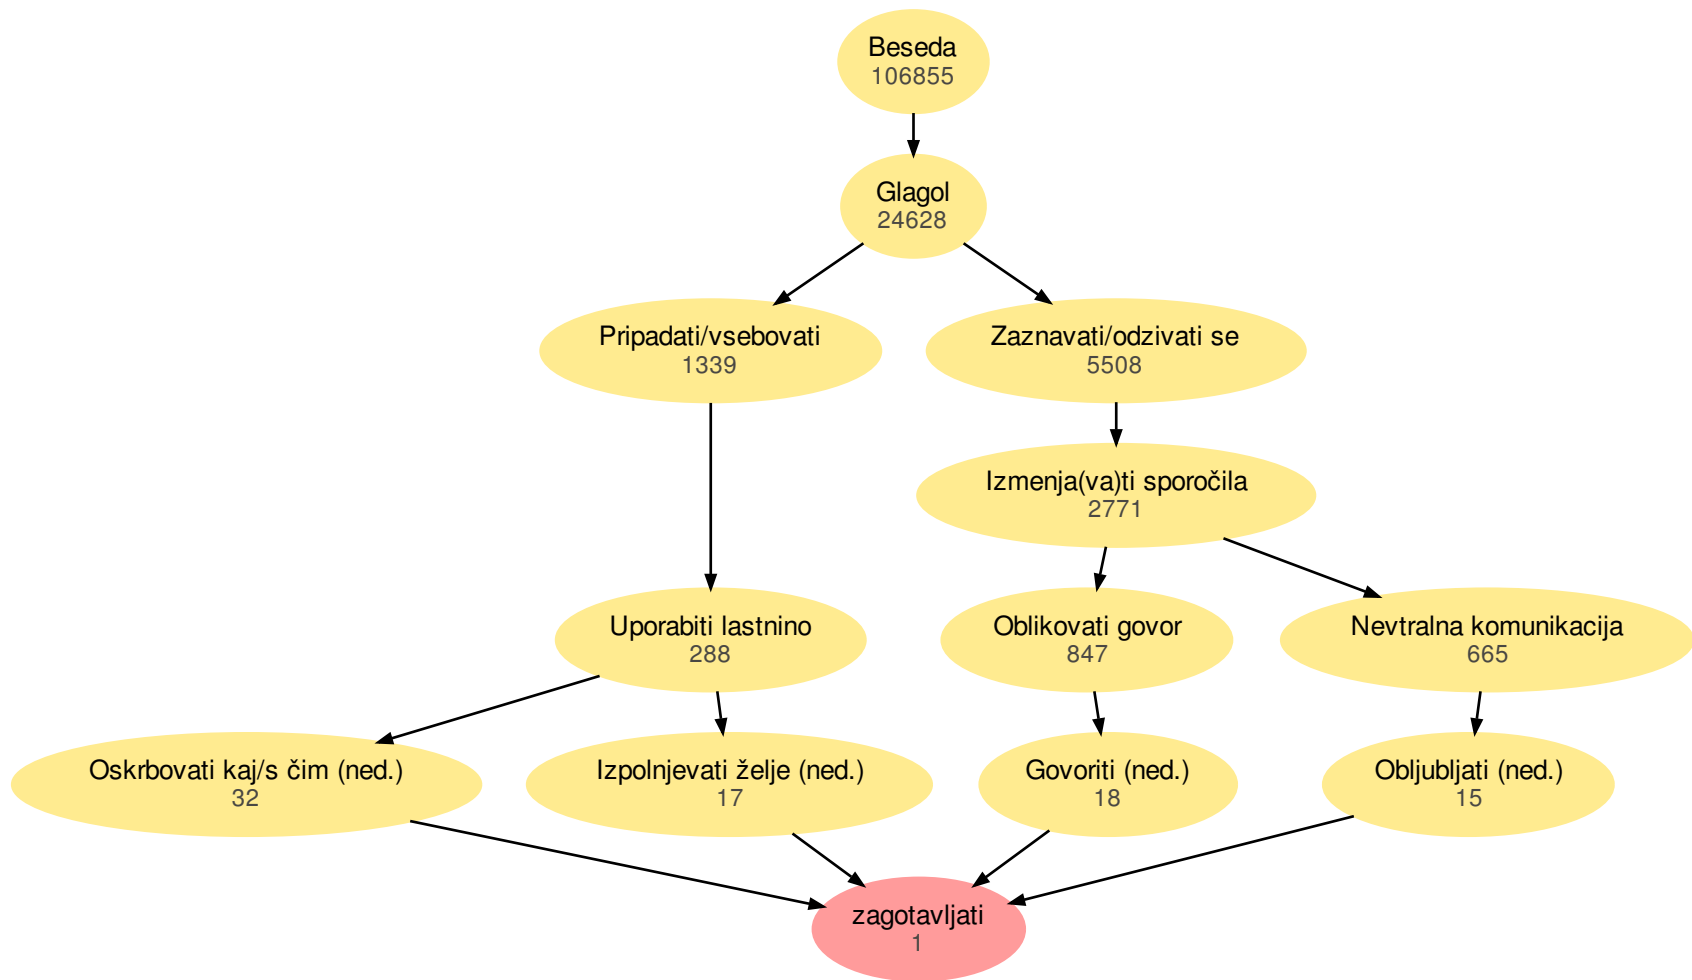 Beseda
106855
Glagol
24628
Pripadati/vsebovati
1339
Zaznavati/odzivati se
5508
Izmenja(va)ti sporočila
2771
Uporabiti lastnino
288
Oblikovati govor
847
Nevtralna komunikacija
665
Oskrbovati kaj/s čim (ned.)
32
Izpolnjevati želje (ned.)
17
Govoriti (ned.)
18
Obljubljati (ned.)
15
zagotavljati
1